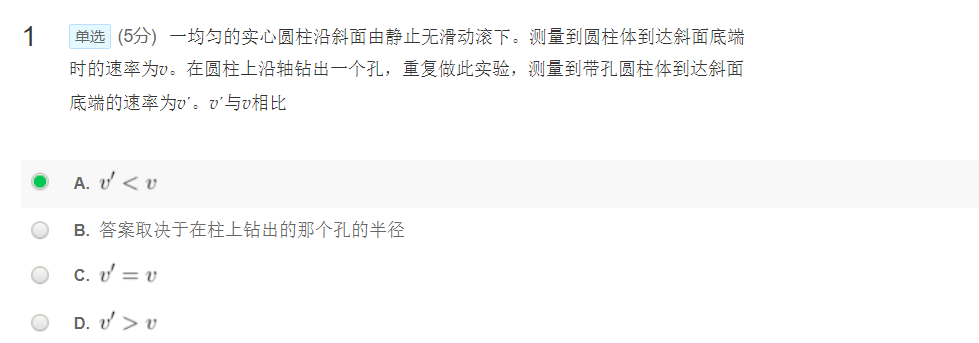 1 单选 (5分) 一均匀的实心圆柱沿斜面由静止无滑动滚下。测量到圆柱体到达斜面底端
时的速率为v。在圆柱上沿轴钻出一个孔，重复做此实验，测量到带孔圆柱体到达斜面
底端的速率为v′。v′与v相比
A. v′ < v
B. 答案取决于在柱上钻出的那个孔的半径
C. v′ = v
D. v′ > v